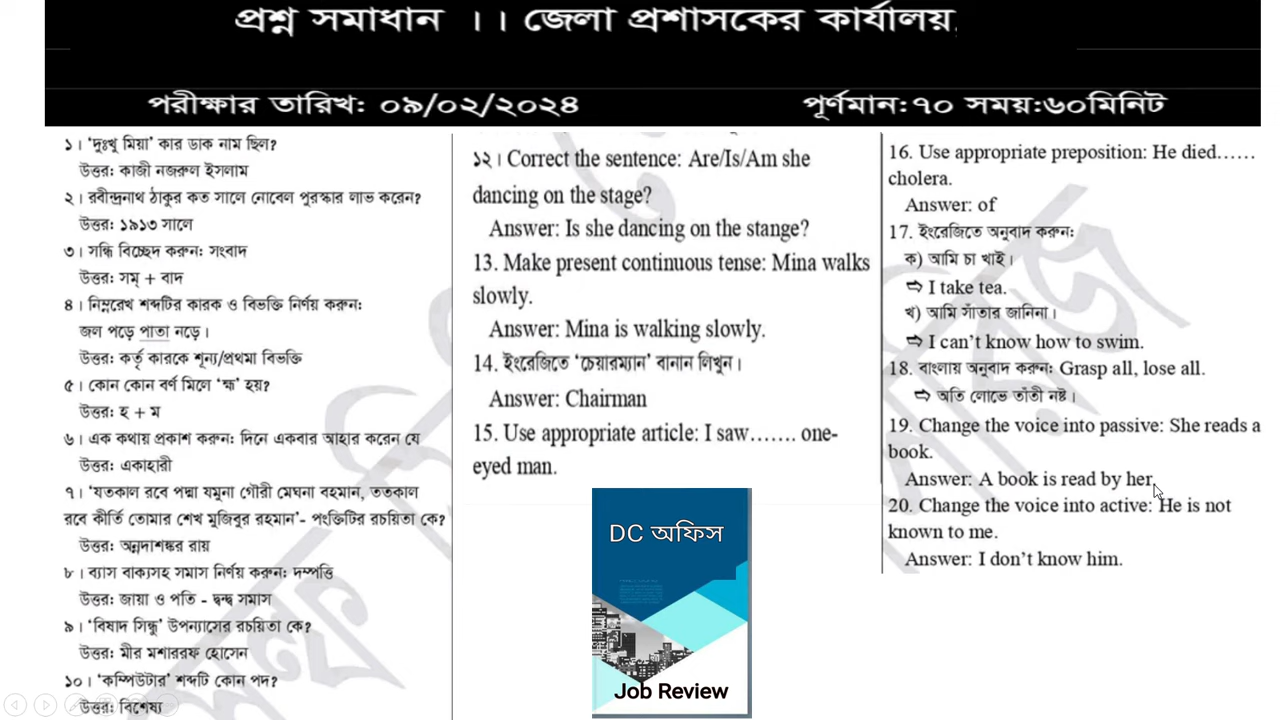 প্রশ্ন সমাধান ।। জেলা প্রশাসকের কার্যালয়
পরীক্ষার তারিখ: ০৯/০২/২০২৪
পূর্ণমান:৭০ সময়:৬০মিনিট
১। ‘দুঃখু মিয়া’ কার ডাক নাম ছিল?
উত্তর: কাজী নজরুল ইসলাম
২। রবীন্দ্রনাথ ঠাকুর কত সালে নোবেল পুরস্কার লাভ করেন?
উত্তর: ১৯১৩ সালে
৩। সন্ধি বিচ্ছেদ করুন: সংবাদ
উত্তর: সম্ + বাদ
৪। নিম্নরেখ শব্দটির কারক ও বিভক্তি নির্ণয় করুন:
জল পড়ে পাতা নড়ে।
উত্তর: কর্তৃ কারকে শূন্য/প্রথমা বিভক্তি
৫। কোন কোন বর্ণ মিলে ‘হ্ম’ হয়?
উত্তর: হ + ম
৬। এক কথায় প্রকাশ করুন: দিনে একবার আহার করেন যে
উত্তর: একাহারী
৭। ‘যতকাল রবে পদ্মা যমুনা গৌরী মেঘনা বহমান, ততকাল
রবে কীর্তি তোমার শেখ মুজিবুর রহমান’- পংক্তিটির রচয়িতা কে?
উত্তর: অন্নদাশঙ্কর রায়
৮। ব্যাস বাক্যসহ সমাস নির্ণয় করুন: দম্পত্তি
উত্তর: জায়া ও পতি - দ্বন্দ্ব সমাস
৯। ‘বিষাদ সিন্ধু’ উপন্যাসের রচয়িতা কে?
উত্তর: মীর মশাররফ হোসেন
১০। ‘কম্পিউটার’ শব্দটি কোন পদ?
উত্তর: বিশেষ্য
১২। Correct the sentence: Are/Is/Am she
dancing on the stage?
Answer: Is she dancing on the stange?
13. Make present continuous tense: Mina walks
slowly.
Answer: Mina is walking slowly.
14. ইংরেজিতে ‘চেয়ারম্যান’ বানান লিখুন।
Answer: Chairman
15. Use appropriate article: I saw……. one-
eyed man.
DC অফিস
Job Review
16. Use appropriate preposition: He died……
cholera.
Answer: of
17. ইংরেজিতে অনুবাদ করুন:
ক) আমি চা খাই।
⇨ I take tea.
খ) আমি সাঁতার জানিনা।
⇨ I can’t know how to swim.
18. বাংলায় অনুবাদ করুন: Grasp all, lose all.
⇨ অতি লোভে তাঁতী নষ্ট।
19. Change the voice into passive: She reads a
book.
Answer: A book is read by her.
20. Change the voice into active: He is not
known to me.
Answer: I don’t know him.